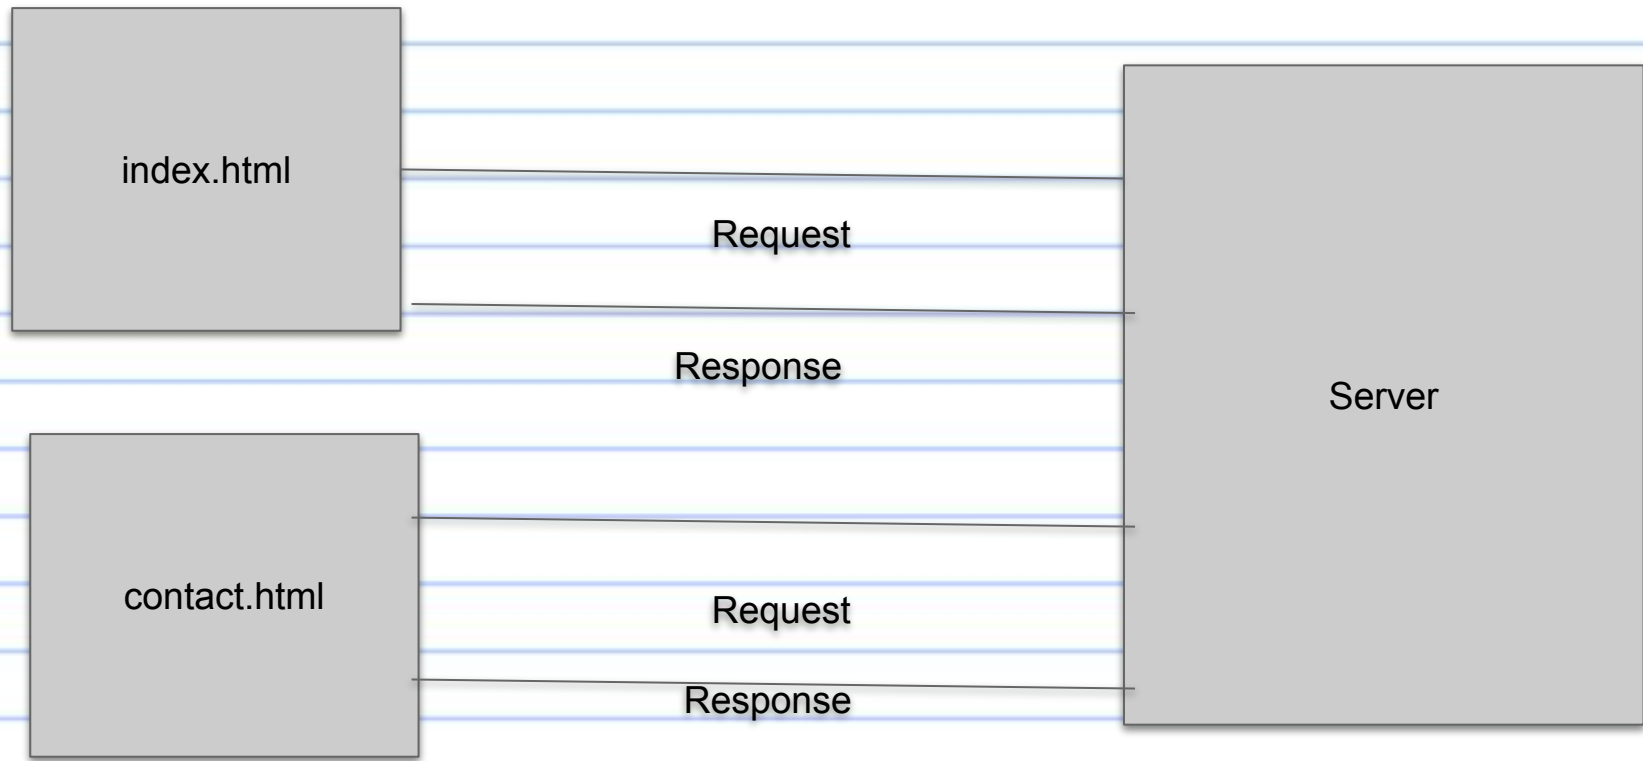 index.html
Request
Response
Server
contact.html
Request
Response